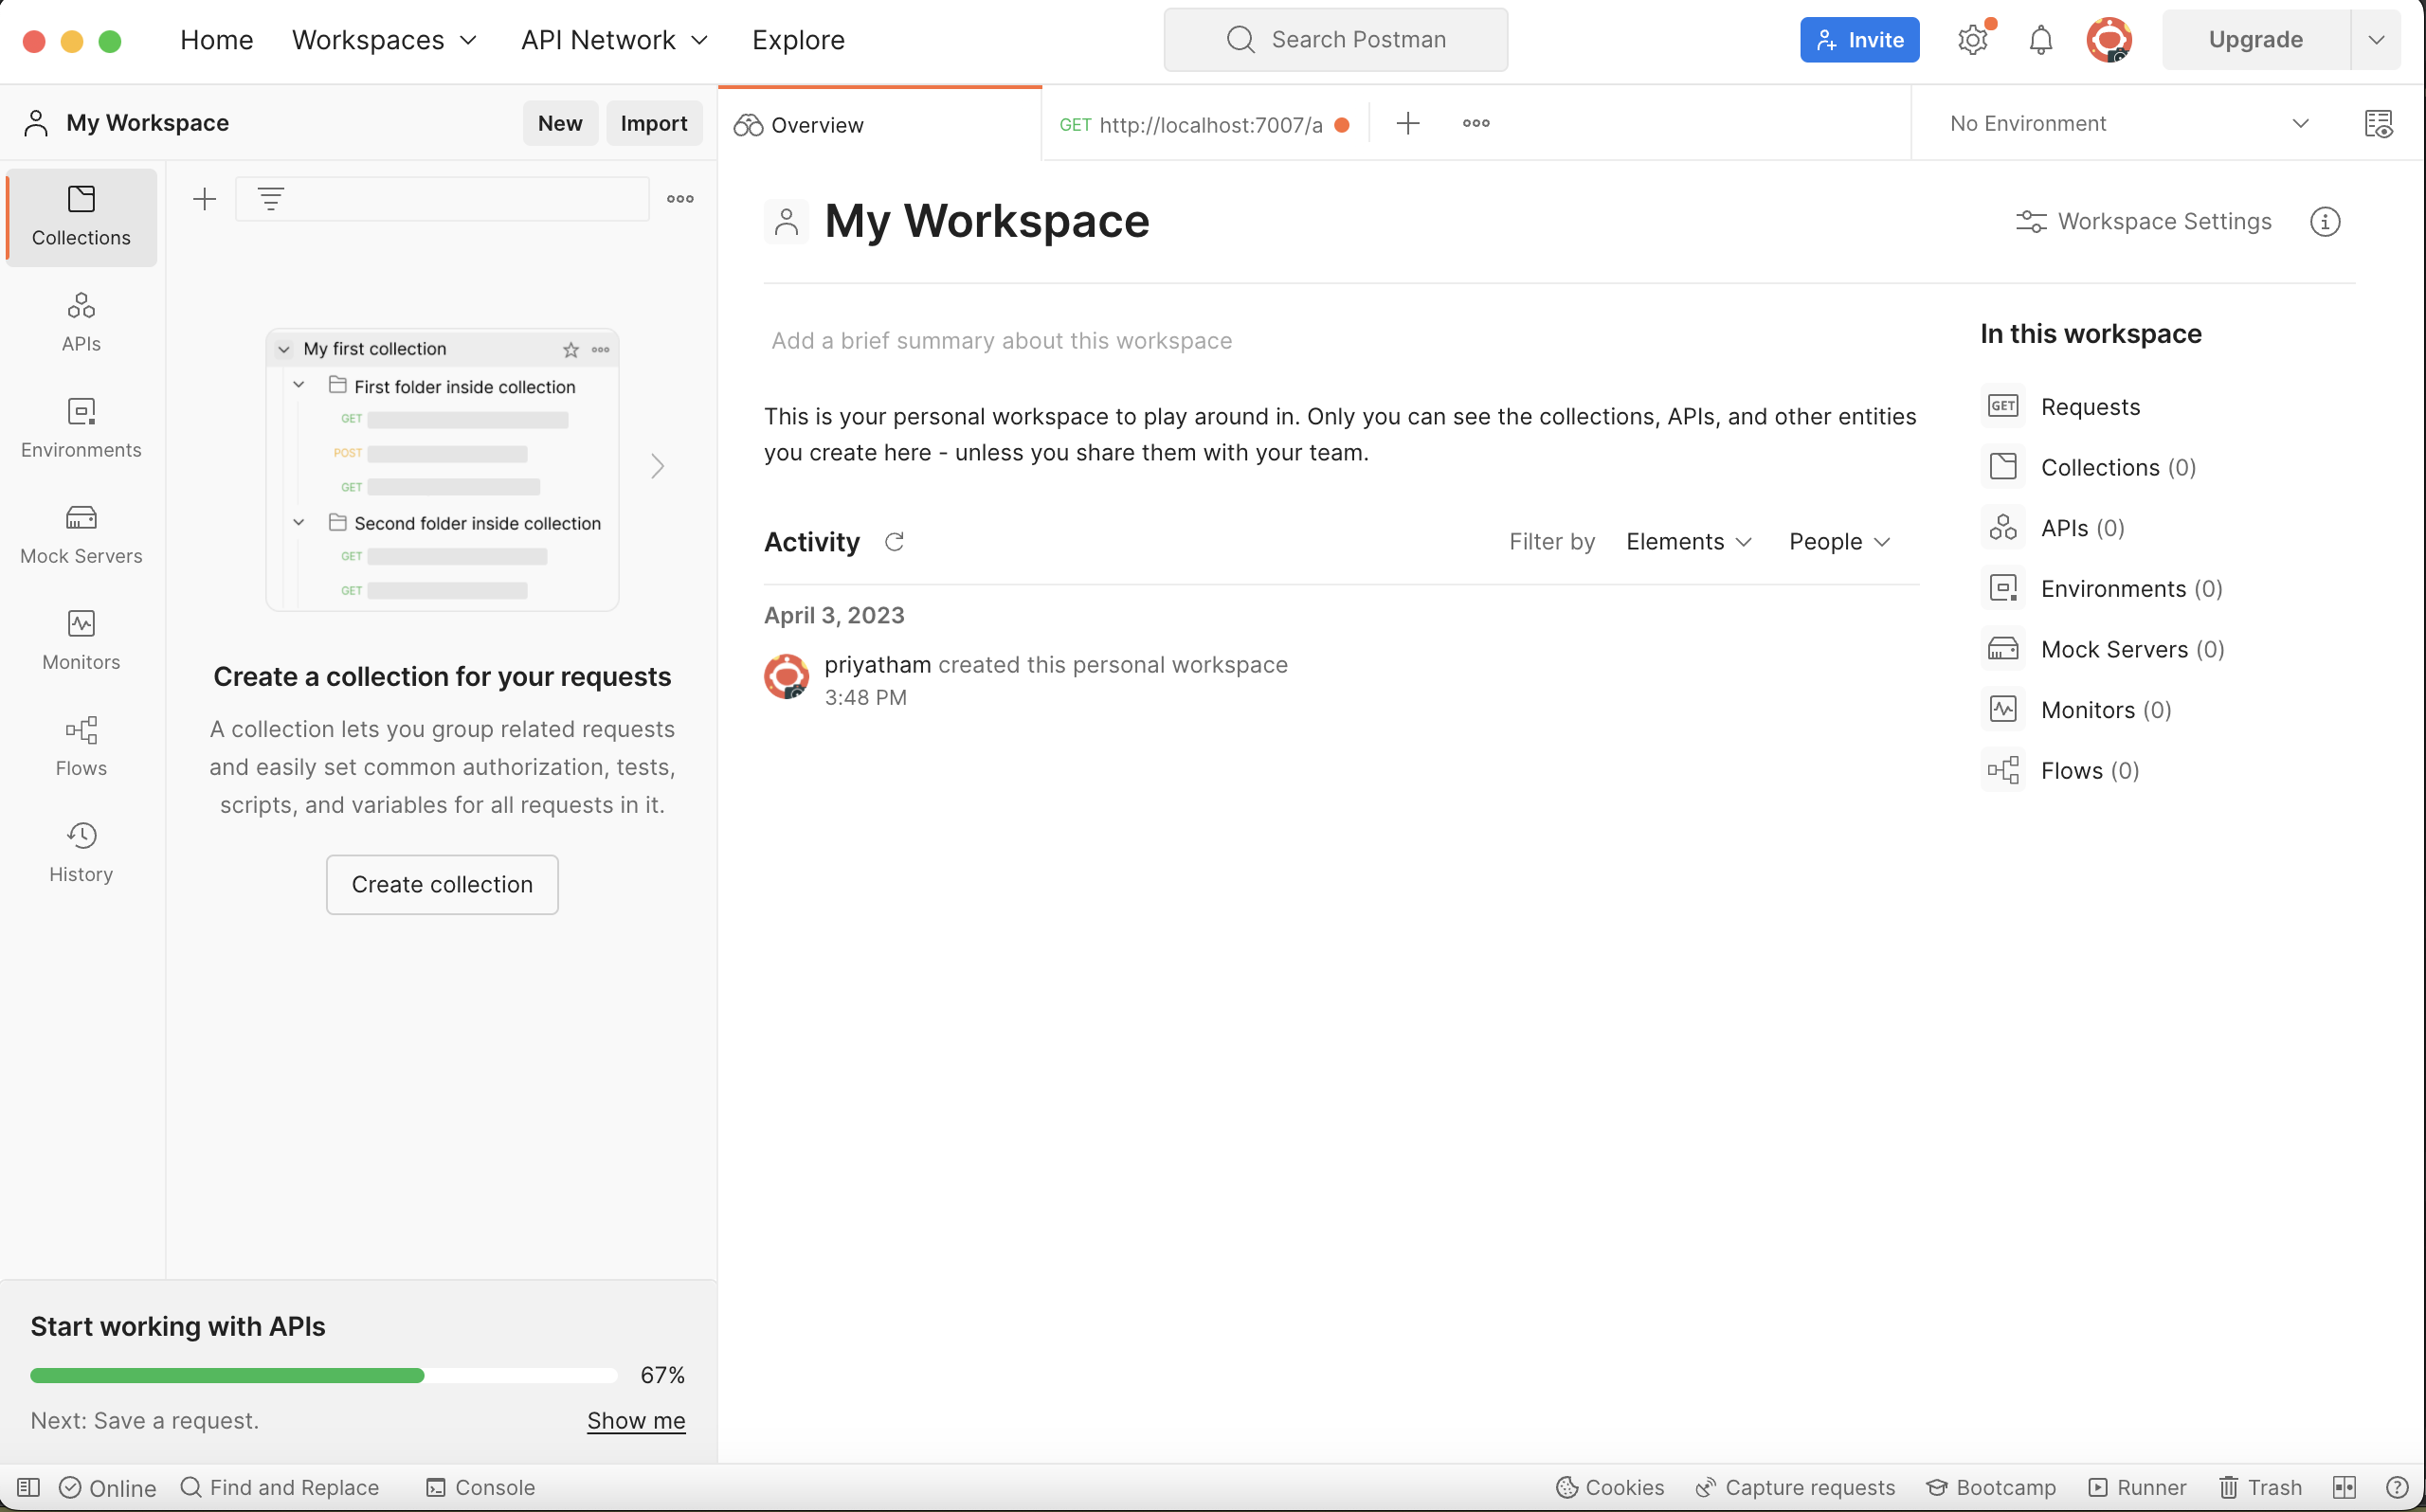 Home Workspaces API Network Explore Search Postman Invite Upgrade
My Workspace New Import
Overview GET http://localhost:7007/a No Environment
Collections
APIs
Environments
Mock Servers
Monitors
Flows
History
My first collection
First folder inside collection
GET
POST
GET
Second folder inside collection
GET
GET
Create a collection for your requests
A collection lets you group related requests
and easily set common authorization, tests,
scripts, and variables for all requests in it.
Create collection
Start working with APIs
67%
Next: Save a request. Show me
My Workspace
Workspace Settings
Add a brief summary about this workspace
This is your personal workspace to play around in. Only you can see the collections, APIs, and other entities
you create here - unless you share them with your team.
Activity Filter by Elements People
April 3, 2023
priyatham created this personal workspace
3:48 PM
In this workspace
GET Requests
Collections (0)
APIs (0)
Environments (0)
Mock Servers (0)
Monitors (0)
Flows (0)
Online Find and Replace Console Cookies Capture requests Bootcamp Runner Trash